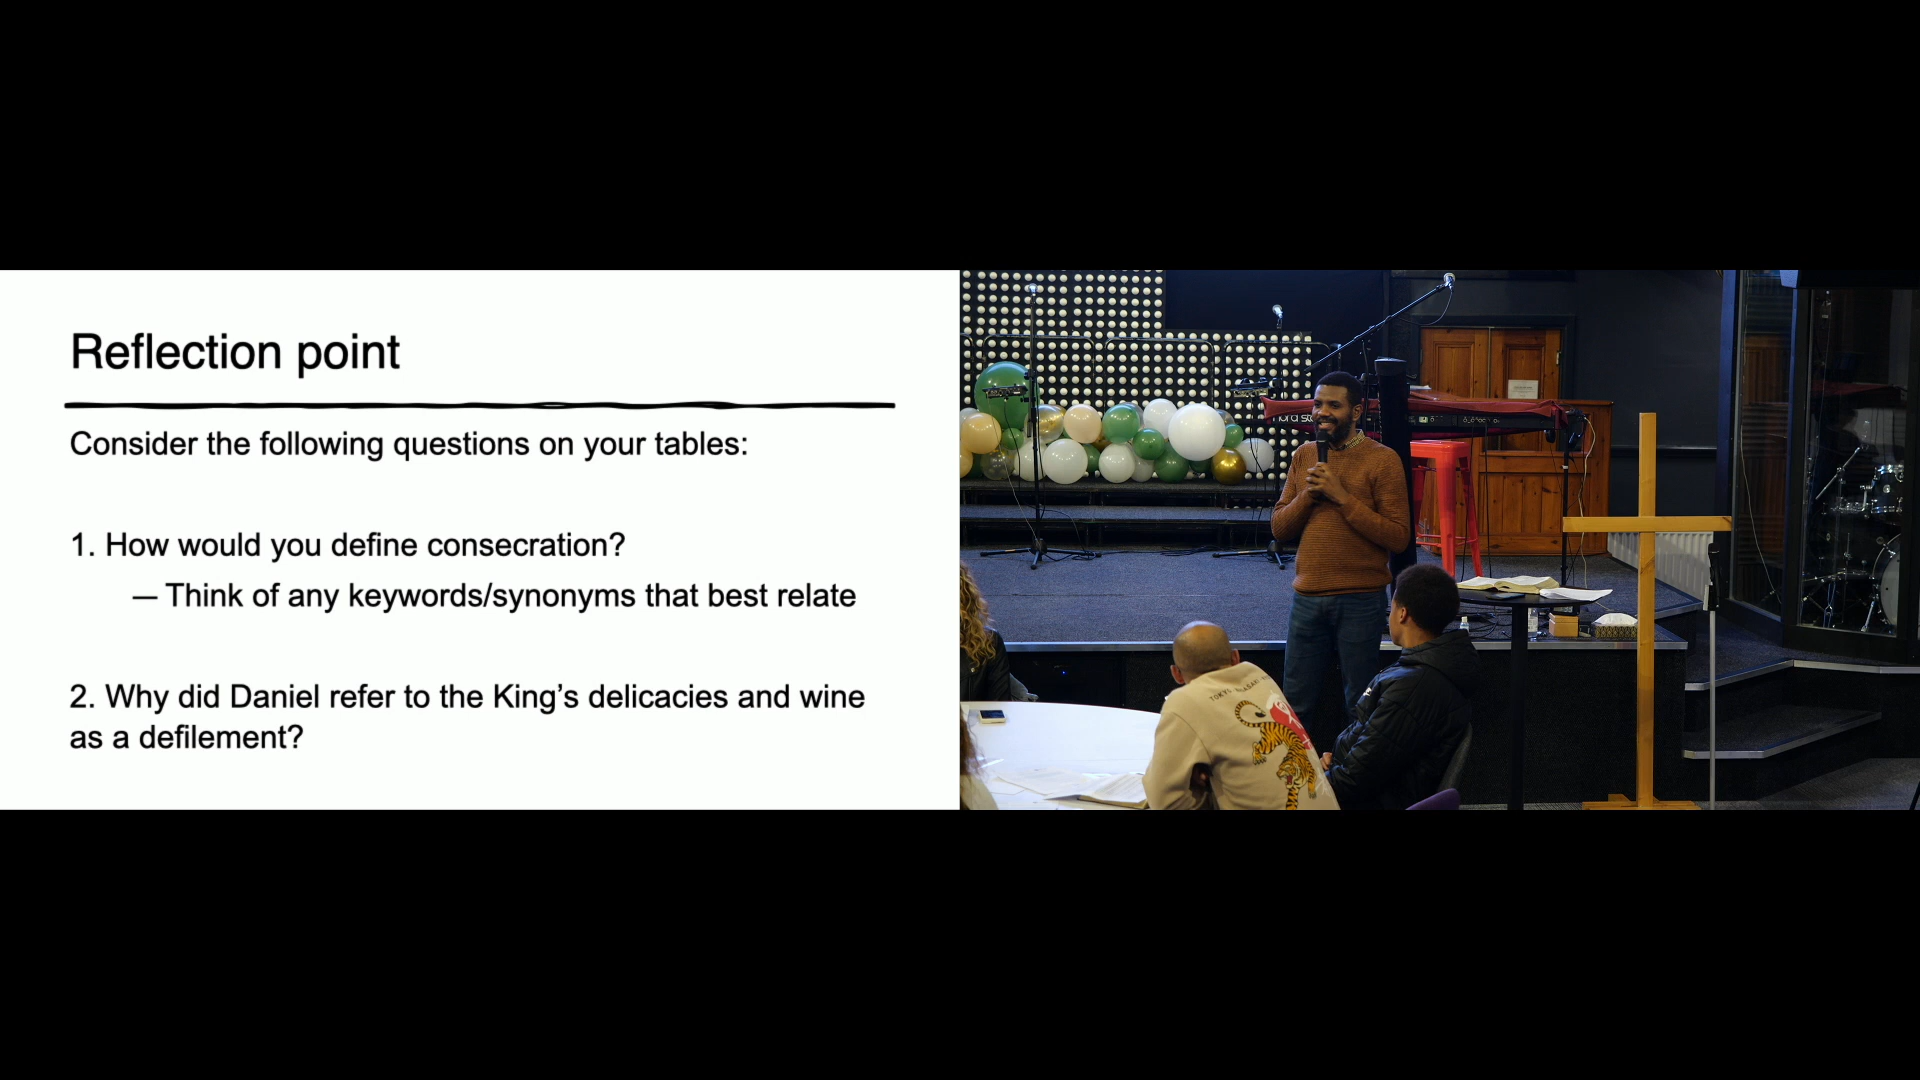 Reflection point
Consider the following questions on your tables:
1. How would you define consecration?
— Think of any keywords/synonyms that best relate
2. Why did Daniel refer to the King’s delicacies and wine
as a defilement?